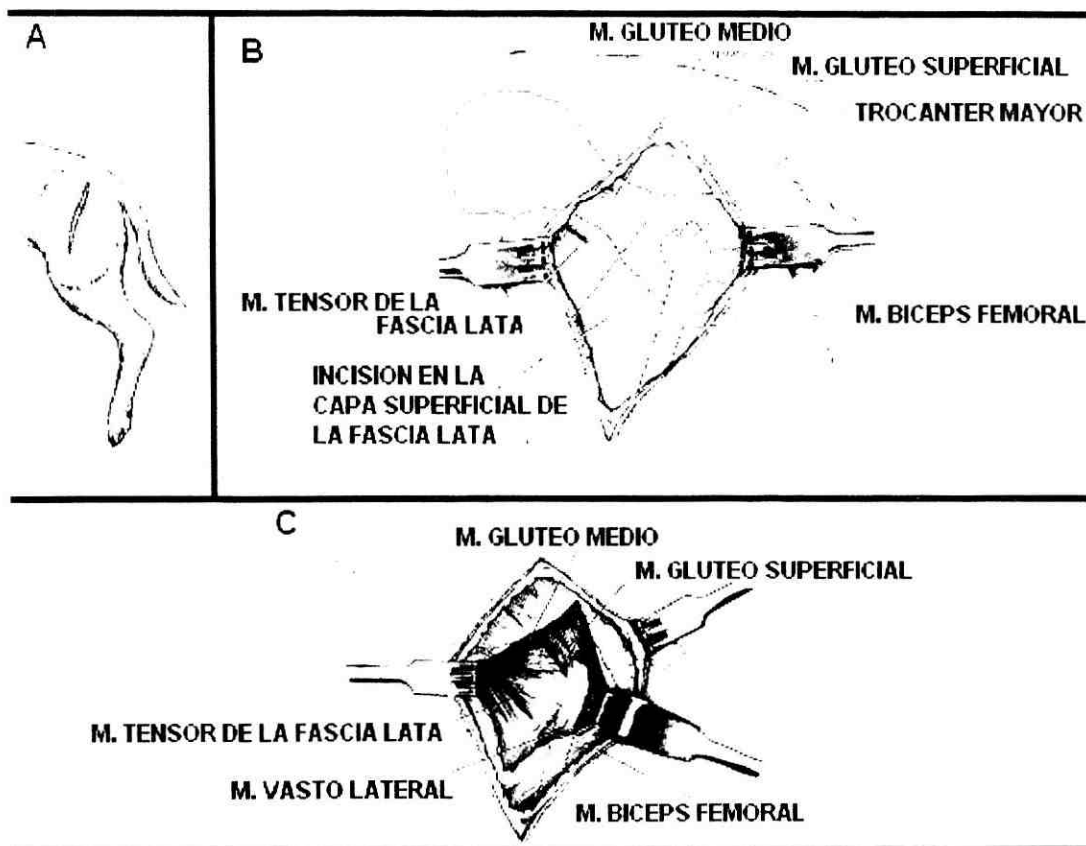 A
B
M. GLUTEO MEDIO
M. GLUTEO SUPERFICIAL
TROCANTER MAYOR
M. TENSOR DE LA
FASCIA LATA
M. BICEPS FEMORAL
INCISION EN LA
CAPA SUPERFICIAL DE
LA FASCIA LATA
C
M. GLUTEO MEDIO
M. GLUTEO SUPERFICIAL
M. TENSOR DE LA FASCIA LATA
M. VASTO LATERAL
M. BICEPS FEMORAL